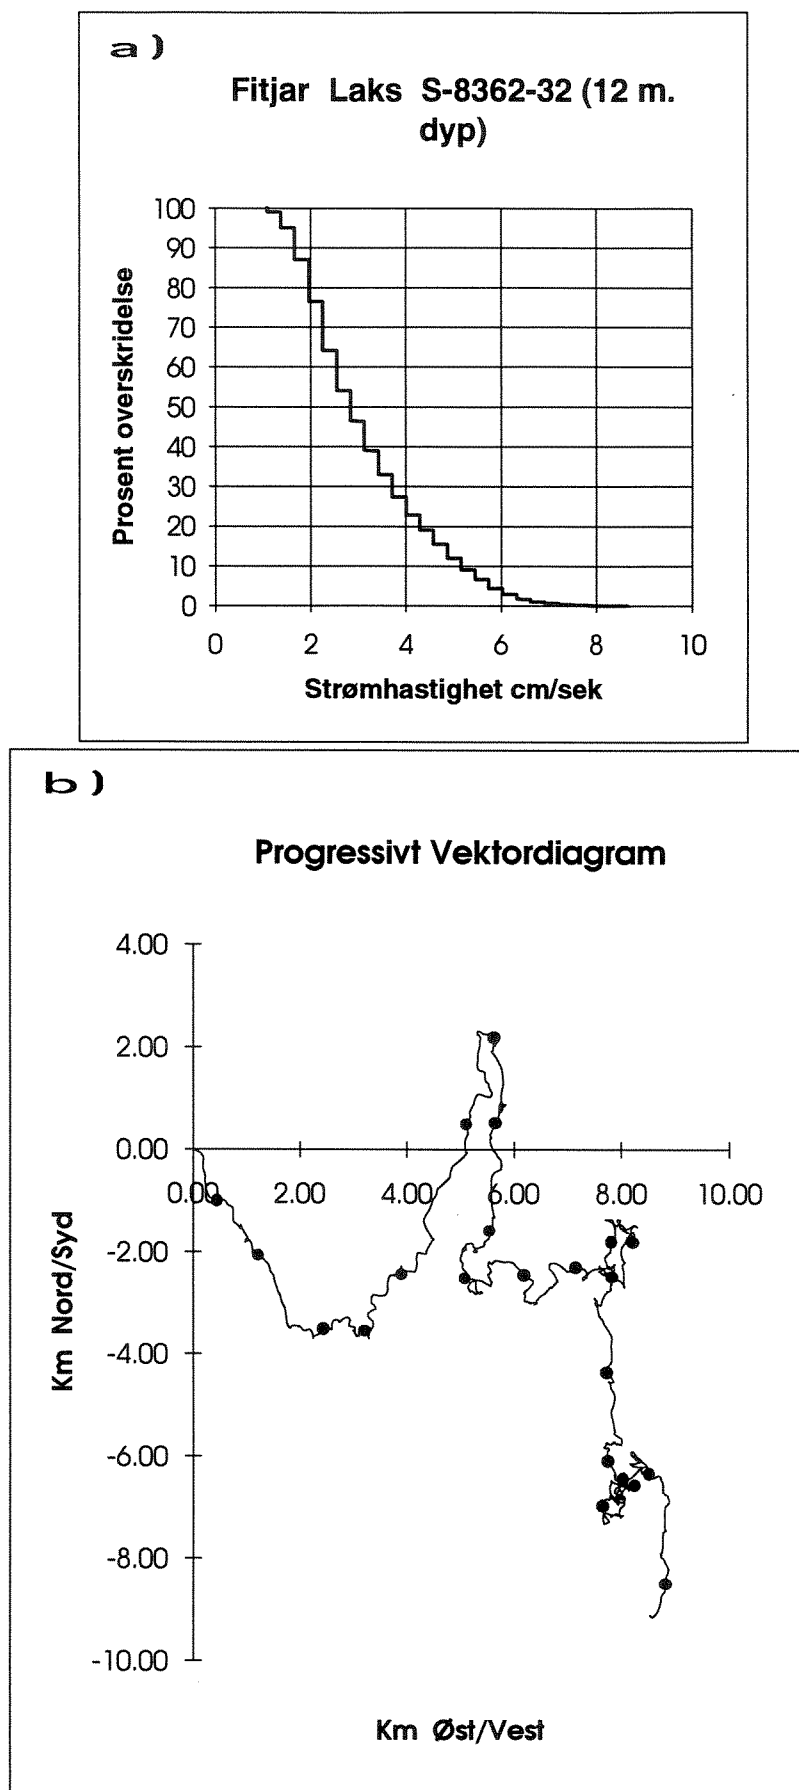 a)
Fitjar Laks S-8362-32 (12 m.
dyp)
Prosent overskridelse
100
90
80
70
60
50
40
30
20
10
0
0 2 4 6 8 10
Strømhastighet cm/sek
b)
Progressivt Vektordiagram
Km Nord/Syd
4.00
2.00
0.00
0.00 2.00 4.00 6.00 8.00 10.00
-2.00
-4.00
-6.00
-8.00
-10.00
Km Øst/Vest